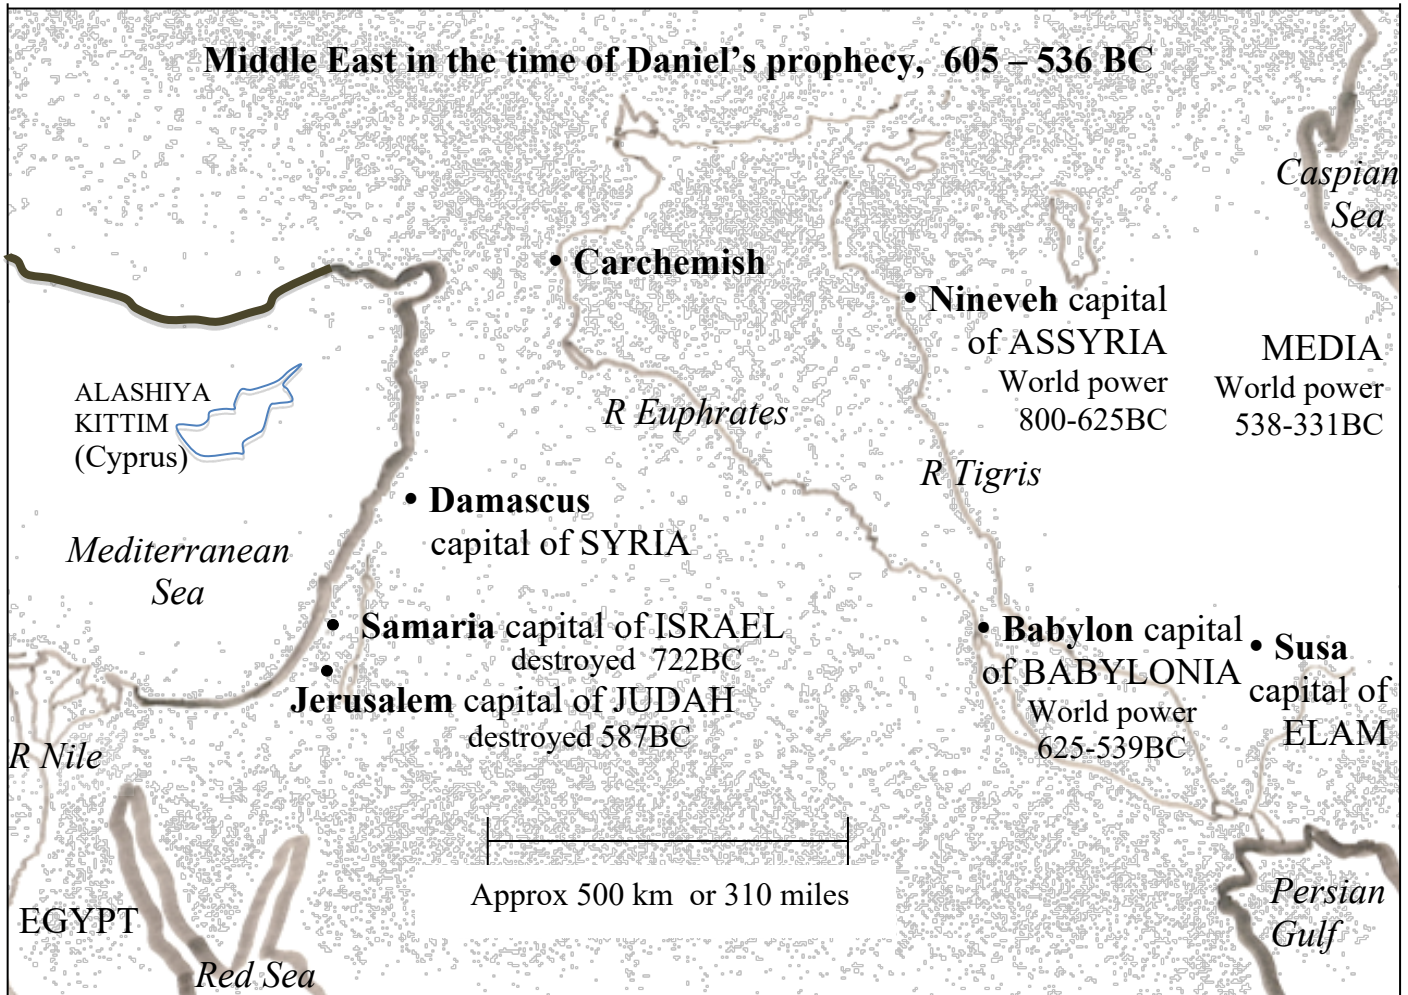 Middle East in the time of Daniel’s prophecy, 605 – 536 BC
Caspian
Sea
• Carchemish
• Nineveh capital
of ASSYRIA
World power
800-625BC
MEDIA
World power
538-331BC
ALASHIYA
KITTIM
(Cyprus)
R Euphrates
R Tigris
• Damascus
capital of SYRIA
Mediterranean
Sea
• Samaria capital of ISRAEL
destroyed 722BC
• Jerusalem capital of JUDAH
destroyed 587BC
• Babylon capital
of BABYLONIA
World power
625-539BC
• Susa
capital of
ELAM
R Nile
Approx 500 km or 310 miles
EGYPT
Red Sea
Persian
Gulf